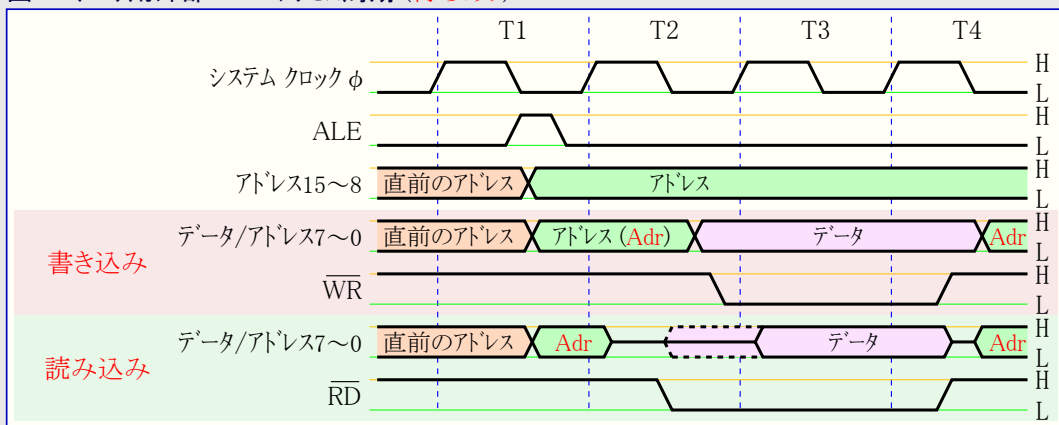 T1 T2 T3 T4
システム クロックφ H L
ALE H L
アドレス15～8 直前のアドレス アドレス H L
書き込み
データ/アドレス7～0 直前のアドレス アドレス(Adr) データ Adr H L
WR H L
読み込み
データ/アドレス7～0 直前のアドレス Adr データ Adr H L
RD H L